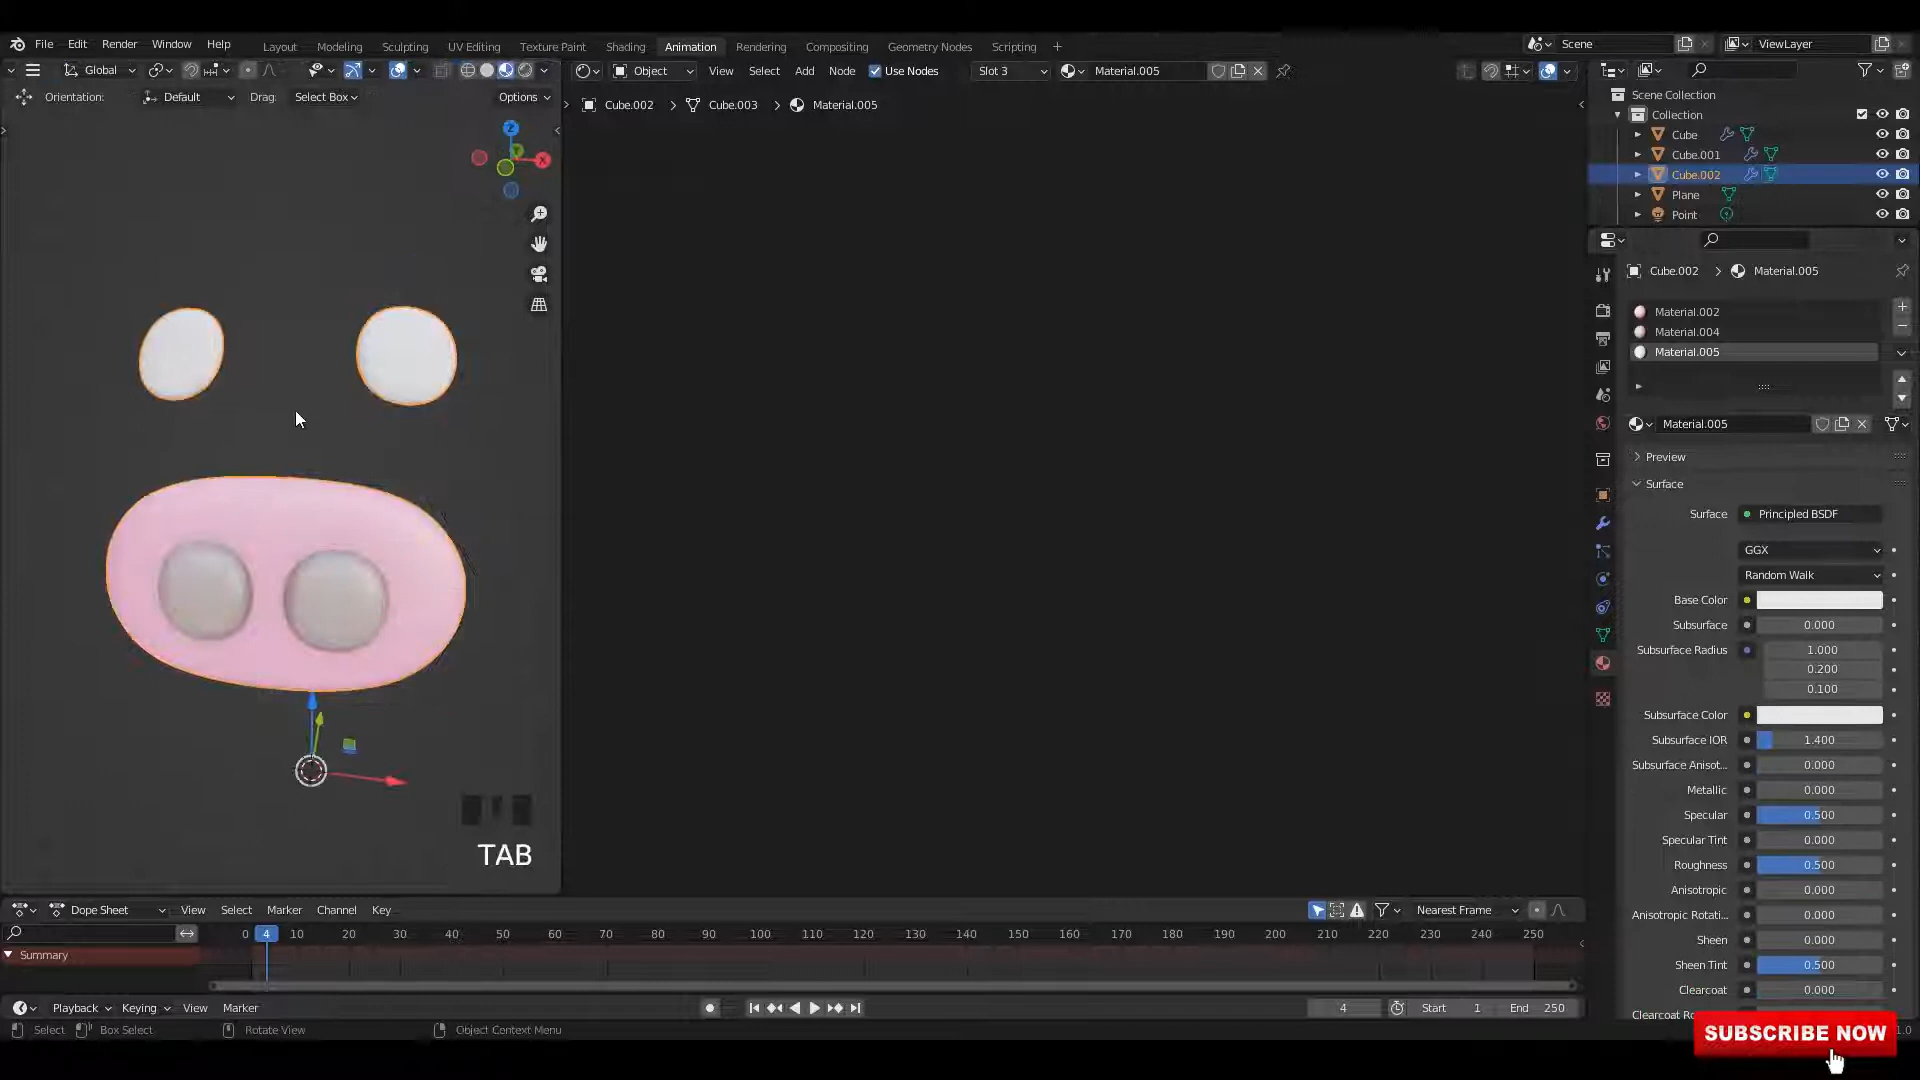 File Edit Render Window Help
Layout Modeling Sculpting UV Editing Texture Paint Shading Animation Rendering Compositing Geometry Nodes Scripting +
Scene ViewLayer
Global Object View Select Add Node Use Nodes Slot 3 Material.005
Orientation: Default Drag: Select Box Options
Cube.002 > Cube.003 > Material.005
Z
Y
X
Scene Collection
Collection
Cube
Cube.001
Cube.002
Plane
Point
Cube.002 > Material.005
Material.002
Material.004
Material.005
Material.005
Preview
Surface
Surface Principled BSDF
GGX
Random Walk
Base Color
Subsurface 0.000
Subsurface Radius 1.000
0.200
0.100
Subsurface Color
Subsurface IOR 1.400
Subsurface Anisot... 0.000
Metallic 0.000
Specular 0.500
Specular Tint 0.000
Roughness 0.500
Anisotropic 0.000
Anisotropic Rotati... 0.000
Sheen 0.000
Sheen Tint 0.500
Clearcoat 0.000
TAB
Dope Sheet View Select Marker Channel Key Nearest Frame
0 4 10 20 30 40 50 60 70 80 90 100 110 120 130 140 150 160 170 180 190 200 210 220 230 240 250
Summary
Playback Keying View Marker 4 Start 1 End 250
Select Box Select Rotate View Object Context Menu
SUBSCRIBE NOW